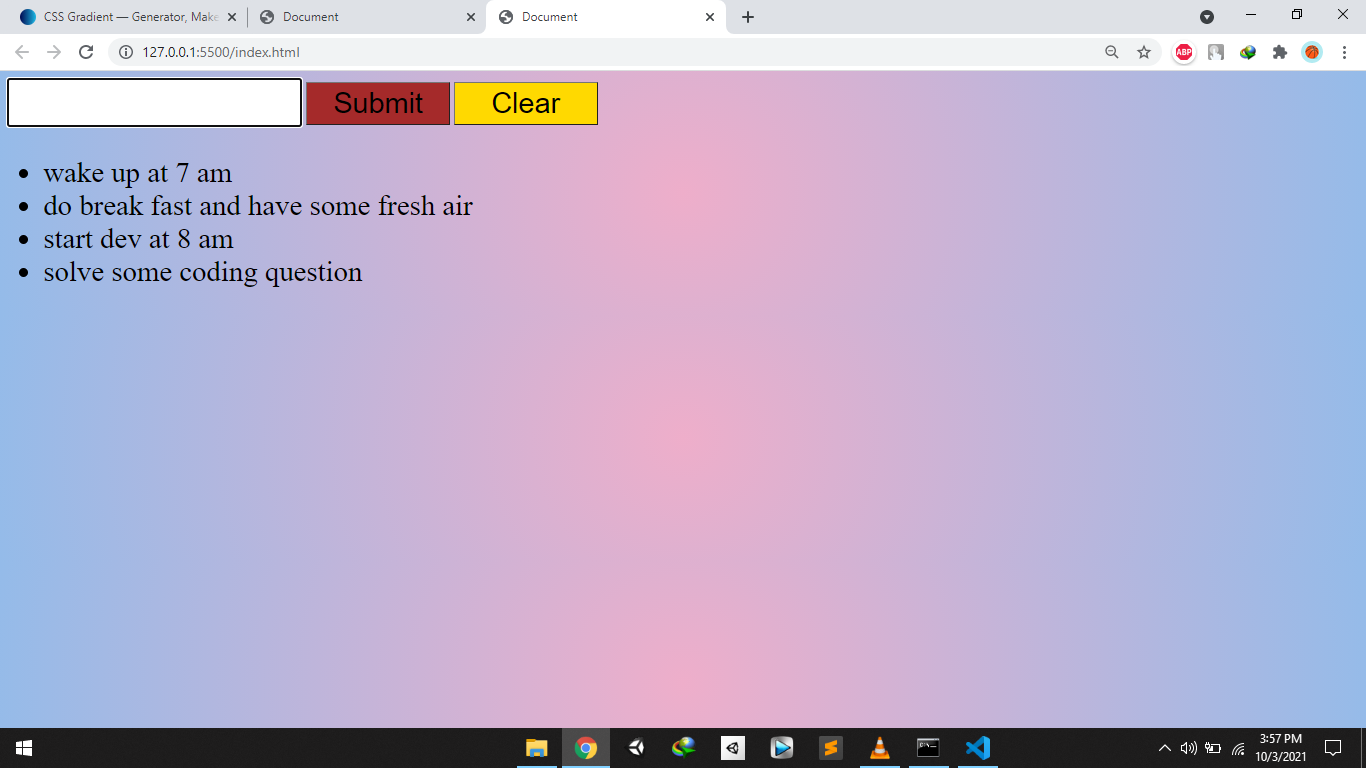 CSS Gradient — Generator, Make
Document
Document
127.0.0.1:5500/index.html
ABP
Submit
Clear
wake up at 7 am
do break fast and have some fresh air
start dev at 8 am
solve some coding question
3:57 PM
10/3/2021